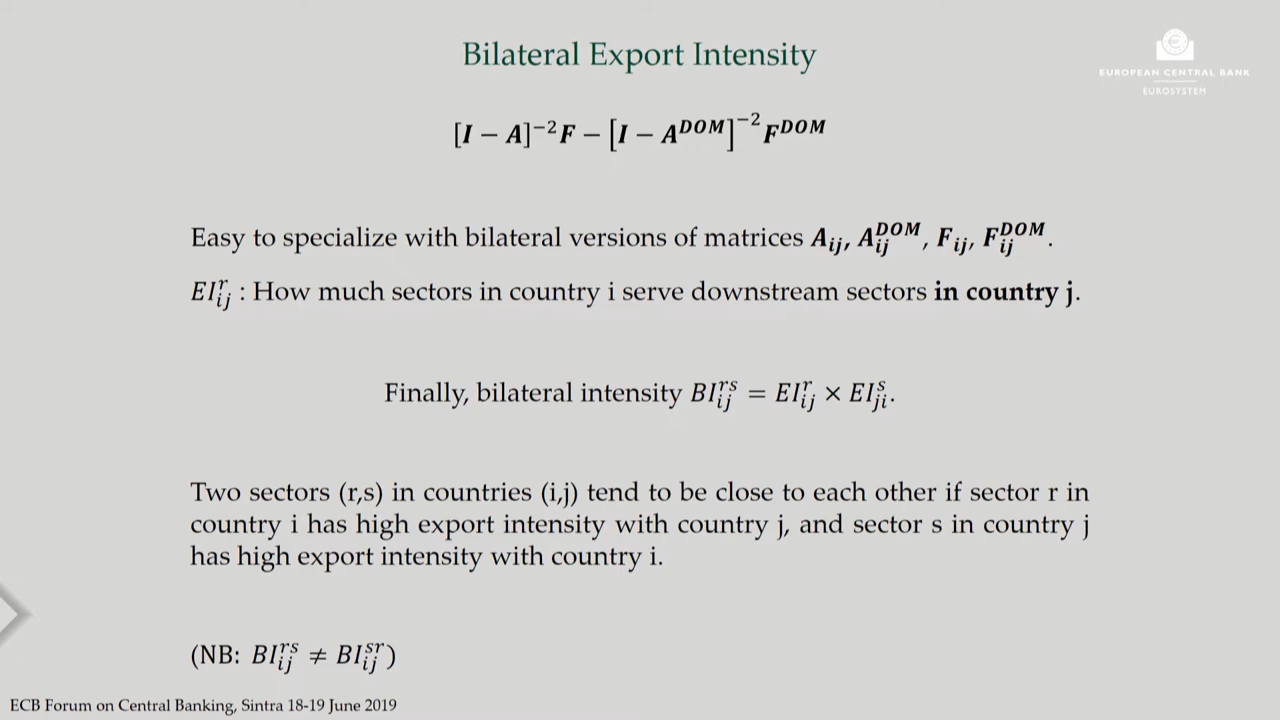 Bilateral Export Intensity
EUROPEAN CENTRAL BANK
EUROSYSTEM
[I − A]⁻²F − [I − A^DOM]⁻² F^DOM
Easy to specialize with bilateral versions of matrices A_ij, A_ij^DOM, F_ij, F_ij^DOM.
EI_ij^r : How much sectors in country i serve downstream sectors in country j.
Finally, bilateral intensity BI_ij^rs = EI_ij^r × EI_ji^s.
Two sectors (r,s) in countries (i,j) tend to be close to each other if sector r in
country i has high export intensity with country j, and sector s in country j
has high export intensity with country i.
(NB: BI_ij^rs ≠ BI_ij^sr)
ECB Forum on Central Banking, Sintra 18-19 June 2019